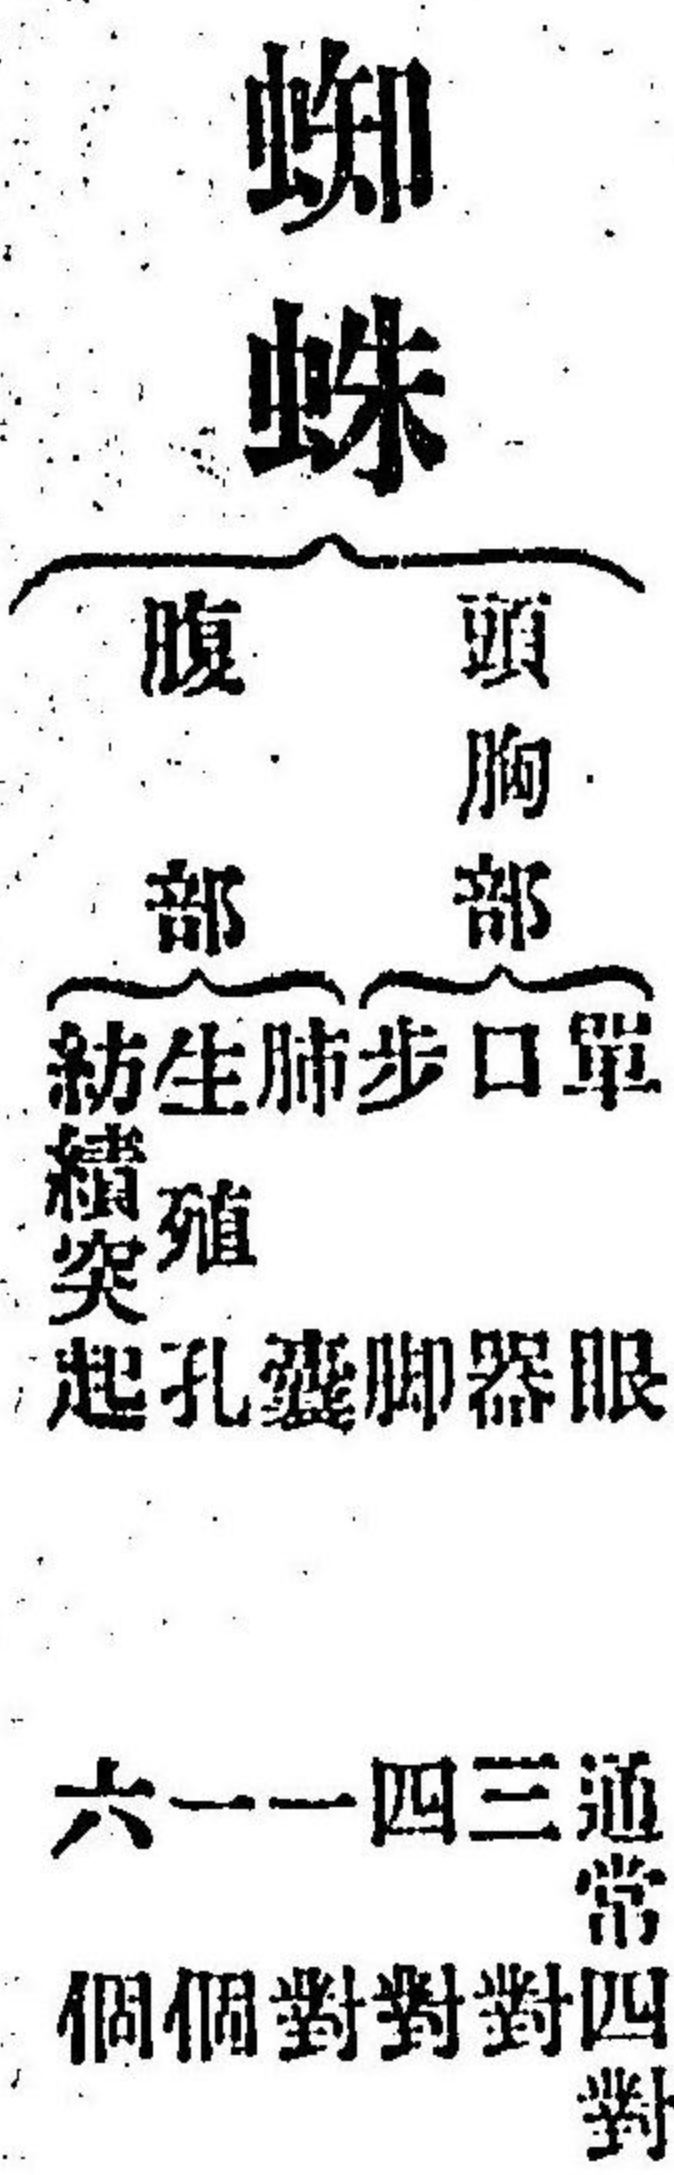 蜘蛛
頭胸部
單眼 通常四對
口器 三對
步脚 四對
腹部
肺囊 一對
生殖孔 一個
紡績突起 六個